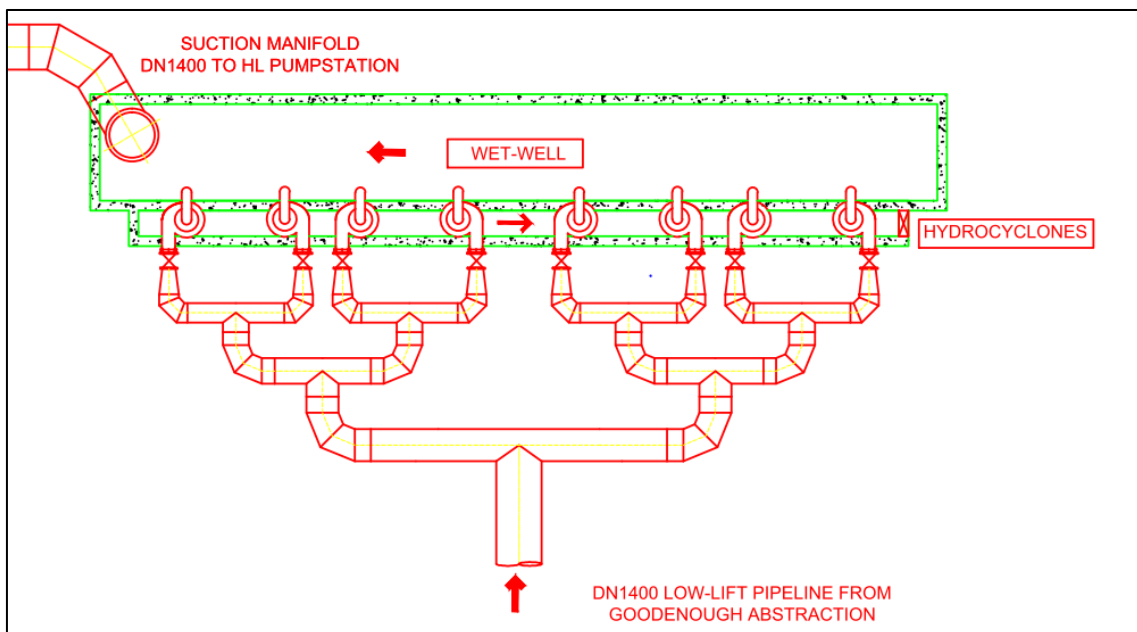 SUCTION MANIFOLD
DN1400 TO HL PUMPSTATION
WET-WELL
HYDROCYCLONES
DN1400 LOW-LIFT PIPELINE FROM
GOODENOUGH ABSTRACTION